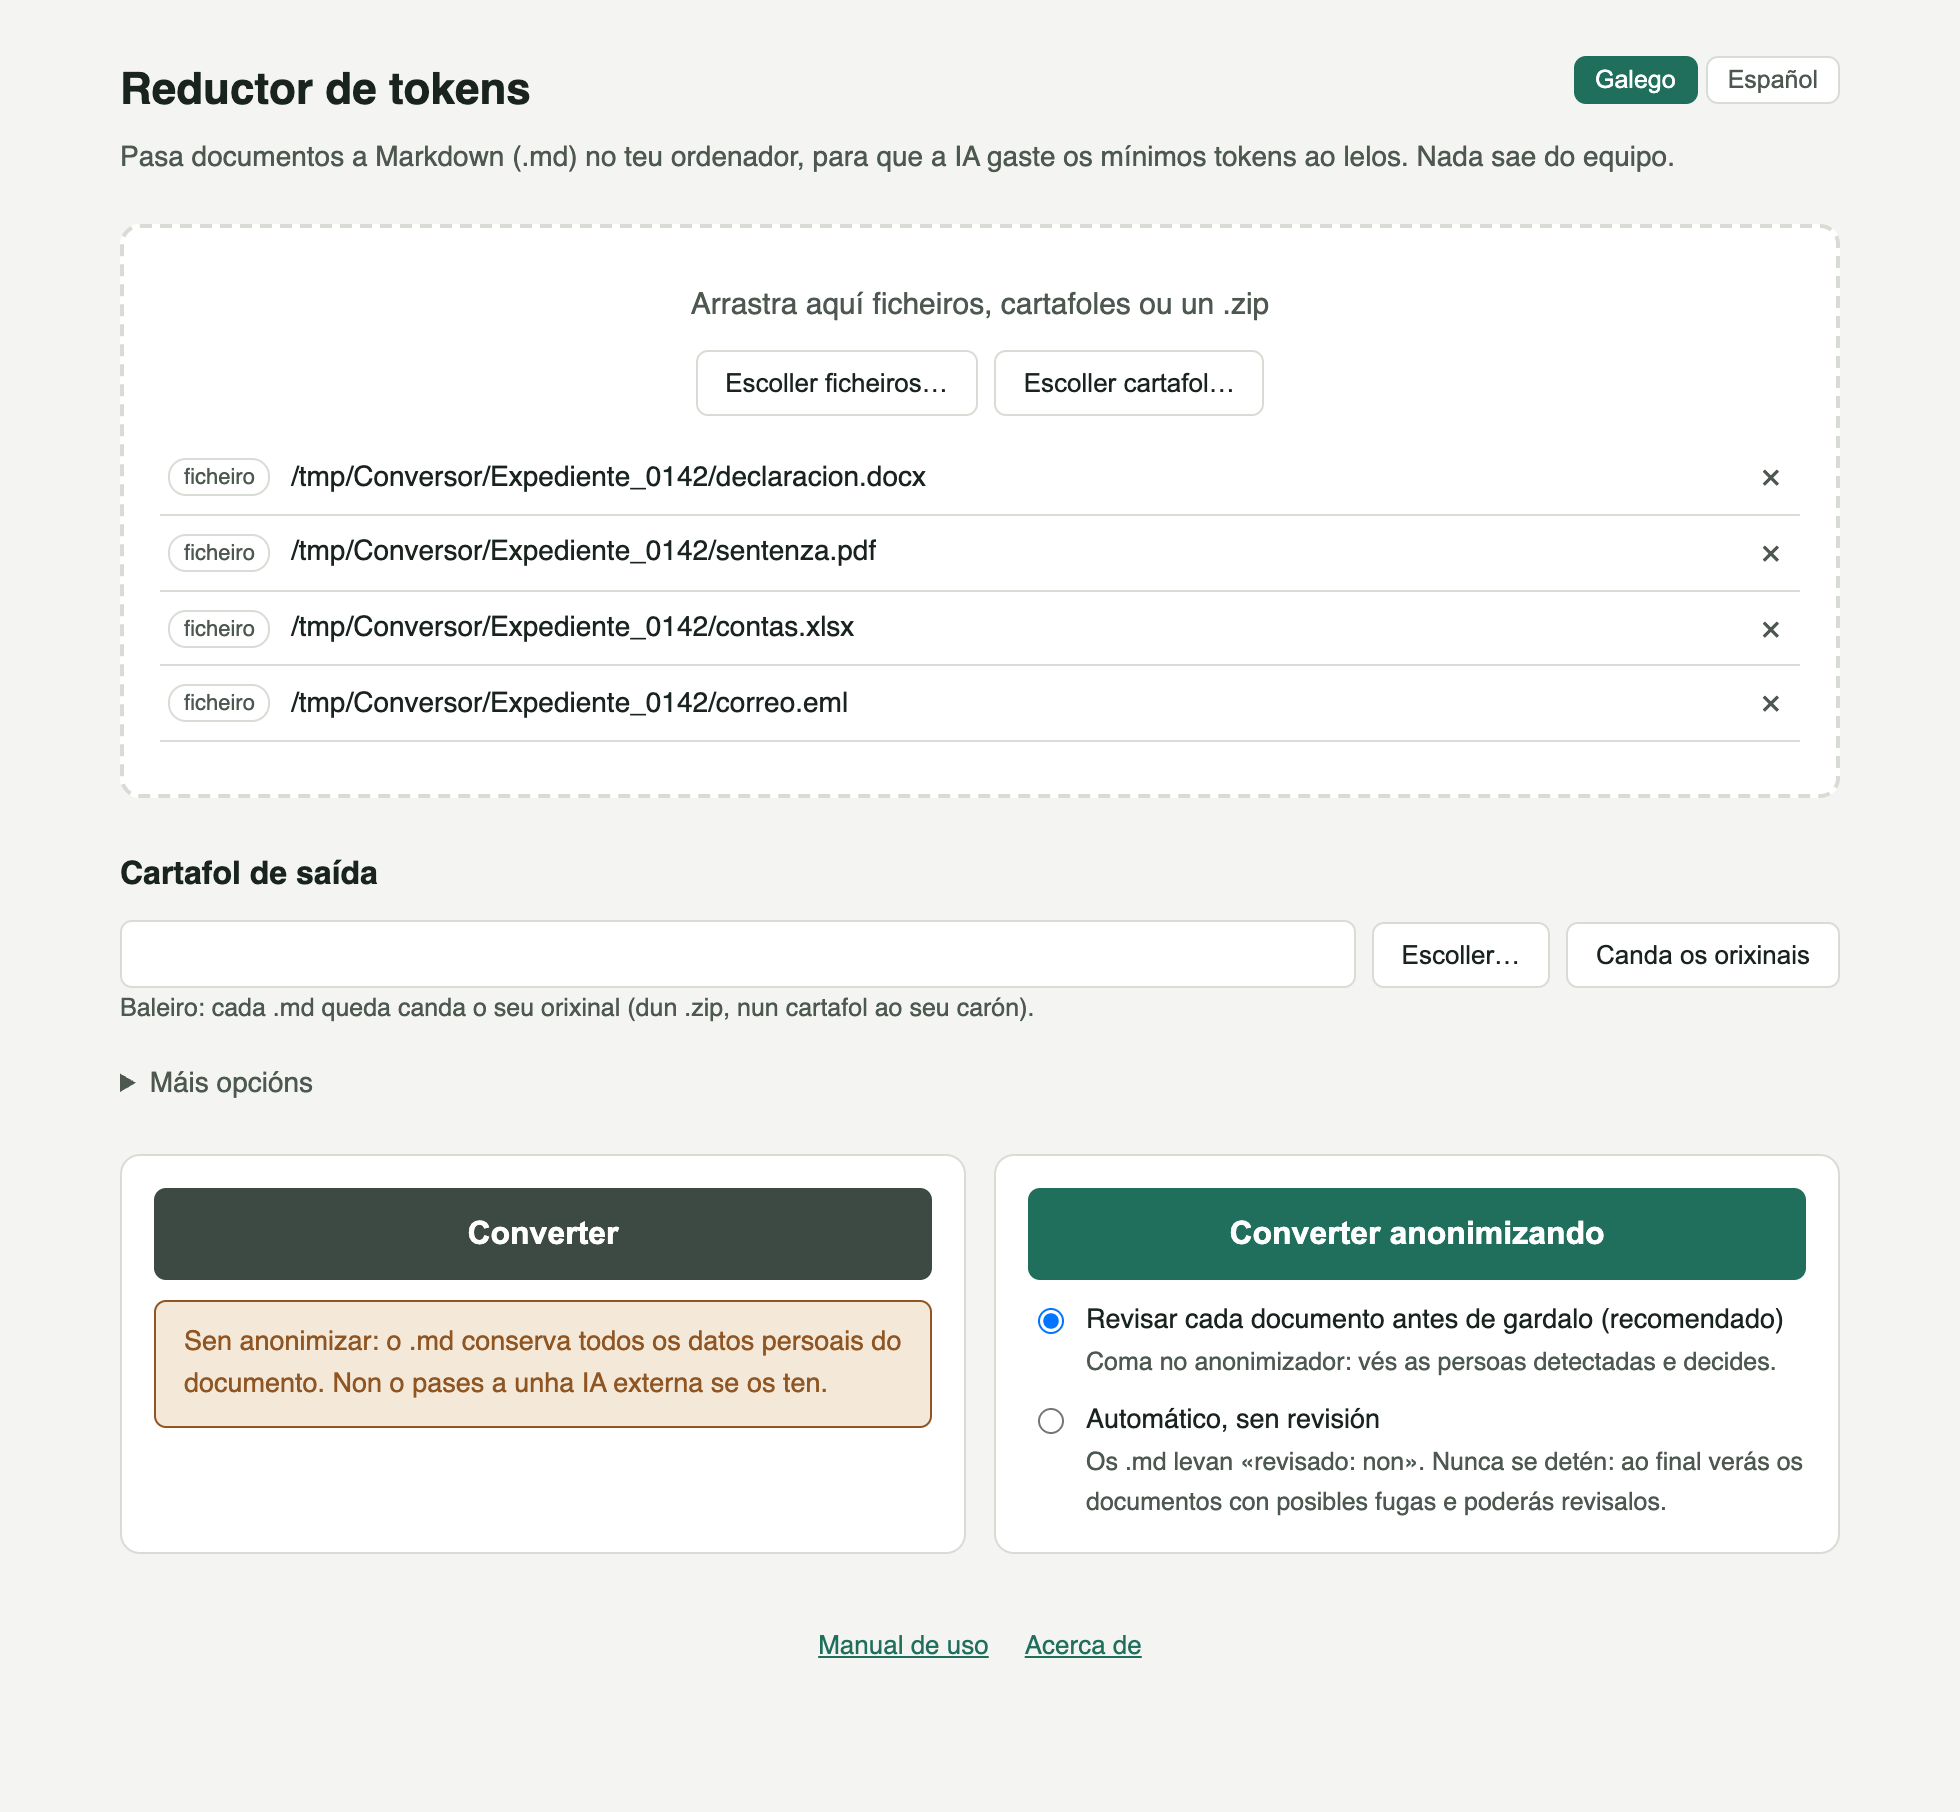 Reductor de tokens
Galego
Español
Pasa documentos a Markdown (.md) no teu ordenador, para que a IA gaste os mínimos tokens ao lelos. Nada sae do equipo.
Arrastra aquí ficheiros, cartafoles ou un .zip
Escoller ficheiros…
Escoller cartafol…
ficheiro /tmp/Conversor/Expediente_0142/declaracion.docx ×
ficheiro /tmp/Conversor/Expediente_0142/sentenza.pdf ×
ficheiro /tmp/Conversor/Expediente_0142/contas.xlsx ×
ficheiro /tmp/Conversor/Expediente_0142/correo.eml ×
Cartafol de saída
Escoller…
Canda os orixinais
Baleiro: cada .md queda canda o seu orixinal (dun .zip, nun cartafol ao seu carón).
Máis opcións
Converter
Sen anonimizar: o .md conserva todos os datos persoais do
documento. Non o pases a unha IA externa se os ten.
Converter anonimizando
Revisar cada documento antes de gardalo (recomendado)
Coma no anonimizador: vés as persoas detectadas e decides.
Automático, sen revisión
Os .md levan «revisado: non». Nunca se detén: ao final verás os
documentos con posibles fugas e poderás revisalos.
Manual de uso
Acerca de